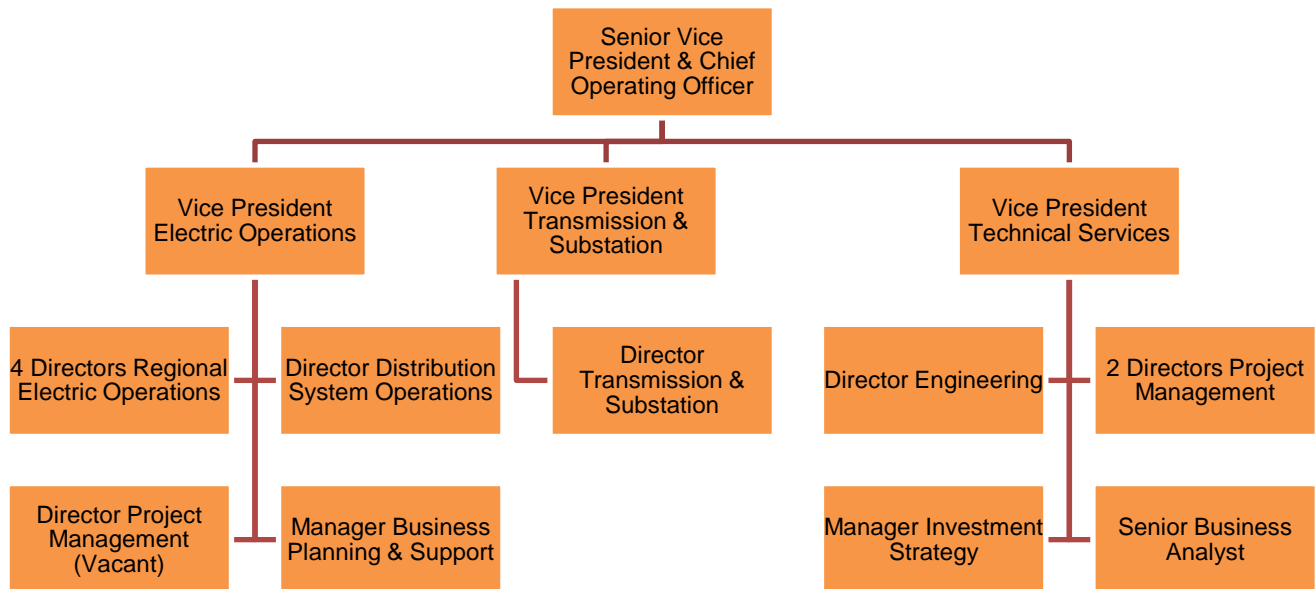 Senior Vice
President & Chief
Operating Officer
Vice President
Electric Operations
Vice President
Transmission &
Substation
Vice President
Technical Services
4 Directors Regional
Electric Operations
Director Distribution
System Operations
Director
Transmission &
Substation
Director Engineering
2 Directors Project
Management
Director Project
Management
(Vacant)
Manager Business
Planning & Support
Manager Investment
Strategy
Senior Business
Analyst